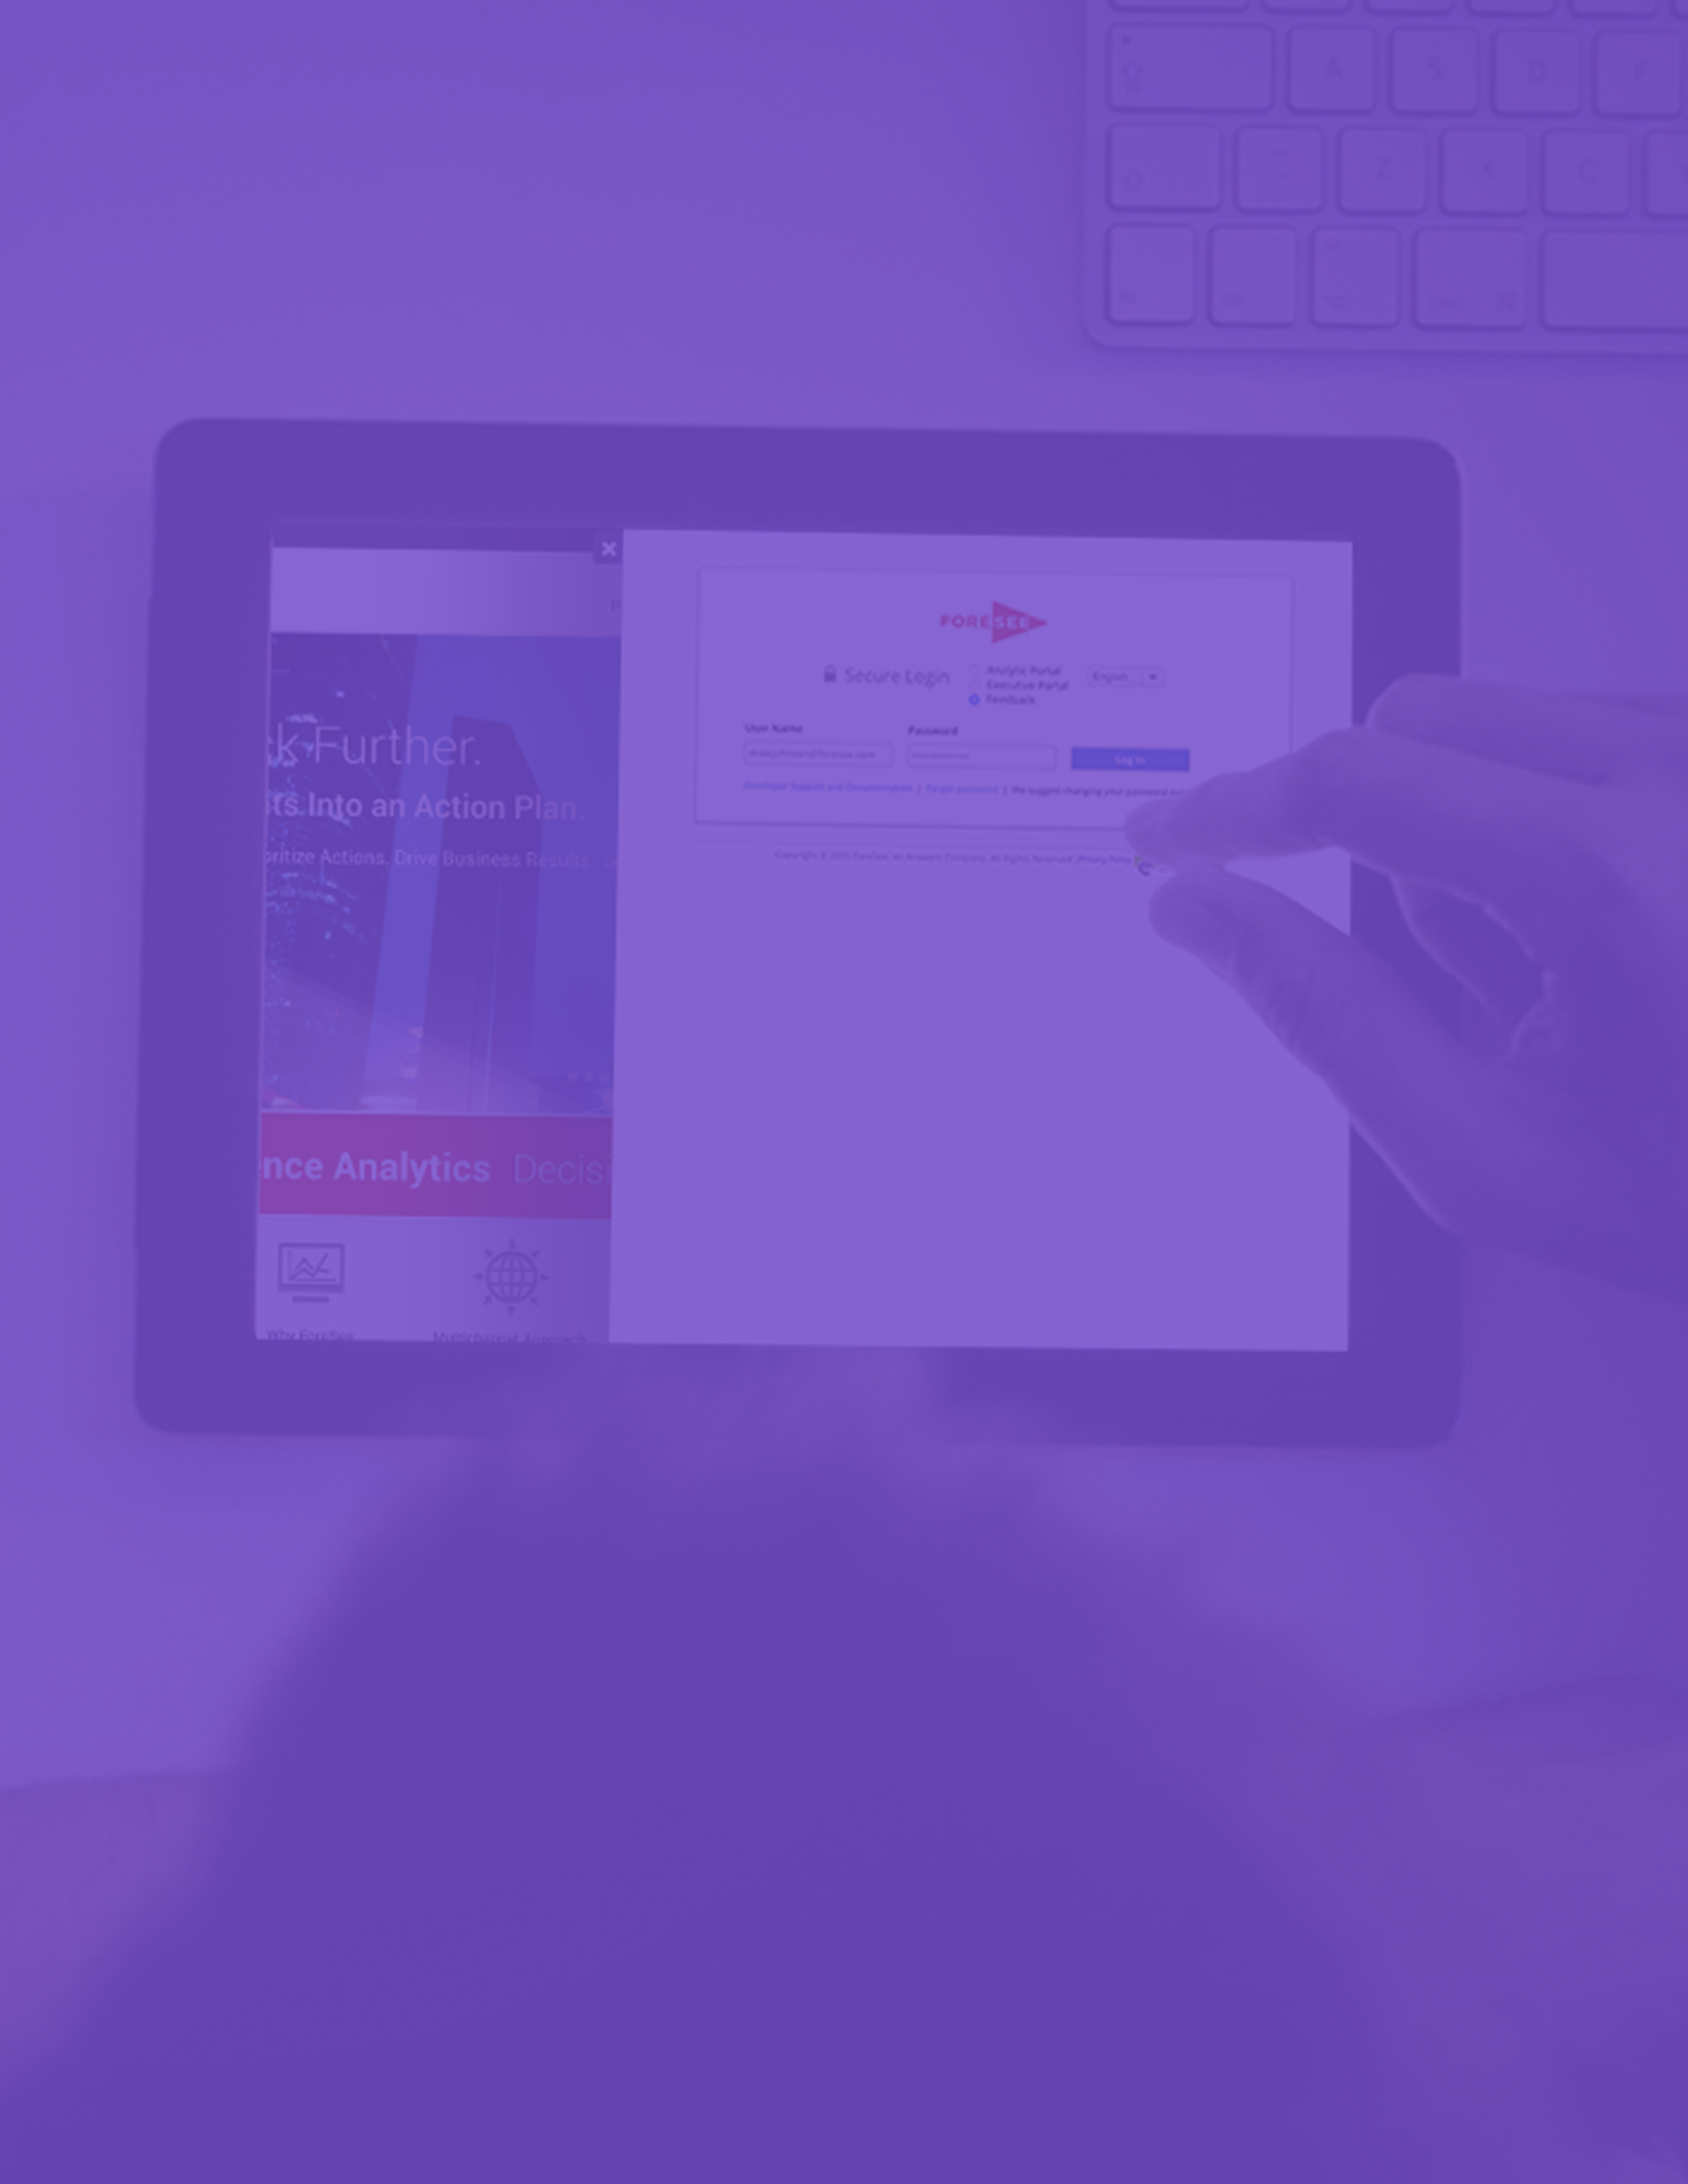 A S D F
Z X C
k Further.
ts Into an Action Plan.
oritize Actions. Drive Business Results.
nce Analytics Decisi
Why ForeSee
Multichannel Approach
FORESEE
Secure Login
Analytic Portal
Executive Portal
Feedback
English
User Name
Password
Log In
Developer Support and Documentation | Forgot password | We suggest changing your password
Copyright © 2015 ForeSee, an Answers Company. All Rights Reserved. Privacy Policy